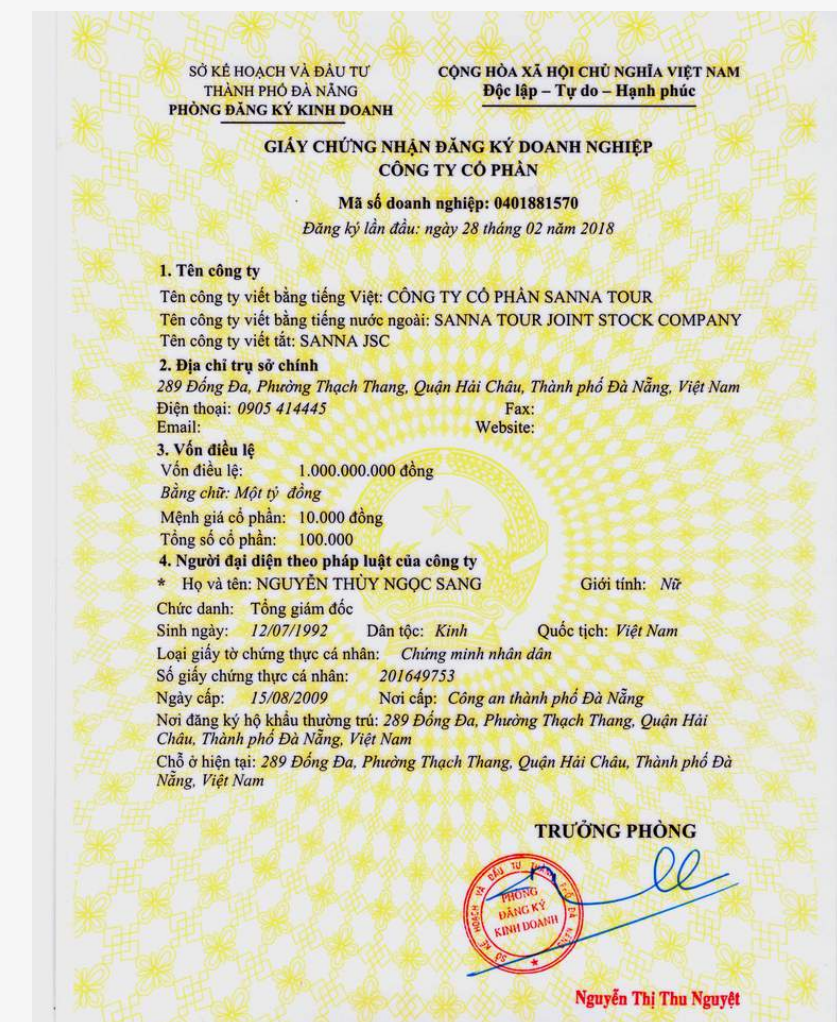 SỞ KẾ HOẠCH VÀ ĐẦU TƯ
THÀNH PHỐ ĐÀ NẴNG
PHÒNG ĐĂNG KÝ KINH DOANH
CỘNG HÒA XÃ HỘI CHỦ NGHĨA VIỆT NAM
Độc lập – Tự do – Hạnh phúc
GIẤY CHỨNG NHẬN ĐĂNG KÝ DOANH NGHIỆP
CÔNG TY CỔ PHẦN
Mã số doanh nghiệp: 0401881570
Đăng ký lần đầu: ngày 28 tháng 02 năm 2018
1. Tên công ty
Tên công ty viết bằng tiếng Việt: CÔNG TY CỔ PHẦN SANNA TOUR
Tên công ty viết bằng tiếng nước ngoài: SANNA TOUR JOINT STOCK COMPANY
Tên công ty viết tắt: SANNA JSC
2. Địa chỉ trụ sở chính
289 Đống Đa, Phường Thạch Thang, Quận Hải Châu, Thành phố Đà Nẵng, Việt Nam
Điện thoại: 0905 414445 Fax:
Email: Website:
3. Vốn điều lệ
Vốn điều lệ: 1.000.000.000 đồng
Bằng chữ: Một tỷ đồng
Mệnh giá cổ phần: 10.000 đồng
Tổng số cổ phần: 100.000
4. Người đại diện theo pháp luật của công ty
* Họ và tên: NGUYỄN THÙY NGỌC SANG Giới tính: Nữ
Chức danh: Tổng giám đốc
Sinh ngày: 12/07/1992 Dân tộc: Kinh Quốc tịch: Việt Nam
Loại giấy tờ chứng thực cá nhân: Chứng minh nhân dân
Số giấy chứng thực cá nhân: 201649753
Ngày cấp: 15/08/2009 Nơi cấp: Công an thành phố Đà Nẵng
Nơi đăng ký hộ khẩu thường trú: 289 Đống Đa, Phường Thạch Thang, Quận Hải
Châu, Thành phố Đà Nẵng, Việt Nam
Chỗ ở hiện tại: 289 Đống Đa, Phường Thạch Thang, Quận Hải Châu, Thành phố Đà
Nẵng, Việt Nam
TRƯỞNG PHÒNG
SỞ KẾ HOẠCH VÀ ĐẦU TƯ THÀNH PHỐ ĐÀ NẴNG
PHÒNG
ĐĂNG KÝ
KINH DOANH
Nguyễn Thị Thu Nguyệt